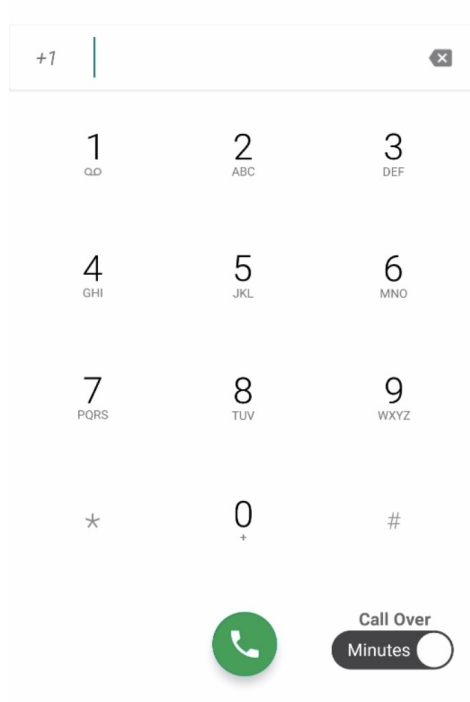 +1
1 2 3
ABC DEF
4 5 6
GHI JKL MNO
7 8 9
PQRS TUV WXYZ
* 0 #
+
Call Over
Minutes